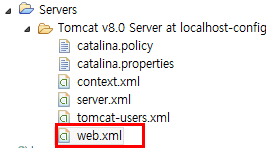 Servers
Tomcat v8.0 Server at localhost-config
catalina.policy
catalina.properties
context.xml
server.xml
tomcat-users.xml
web.xml